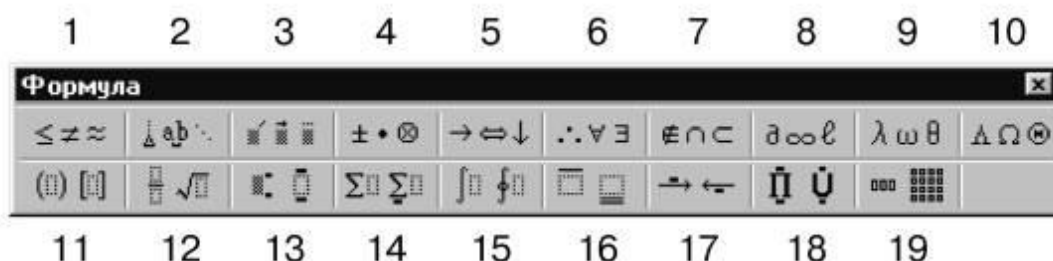 1 2 3 4 5 6 7 8 9 10
Формула
≤ ≠ ≈ a͎b ⋱ ± • ⊗ → ⇔ ↓ ∴ ∀ ∃ ∉ ∩ ⊂ ∂ ∞ ℓ λ ω θ Λ Ω Θ
(▯) [▯] √▯ Σ▯ Σ▯ ∫▯ ∮▯ → ← Π Ụ
11 12 13 14 15 16 17 18 19